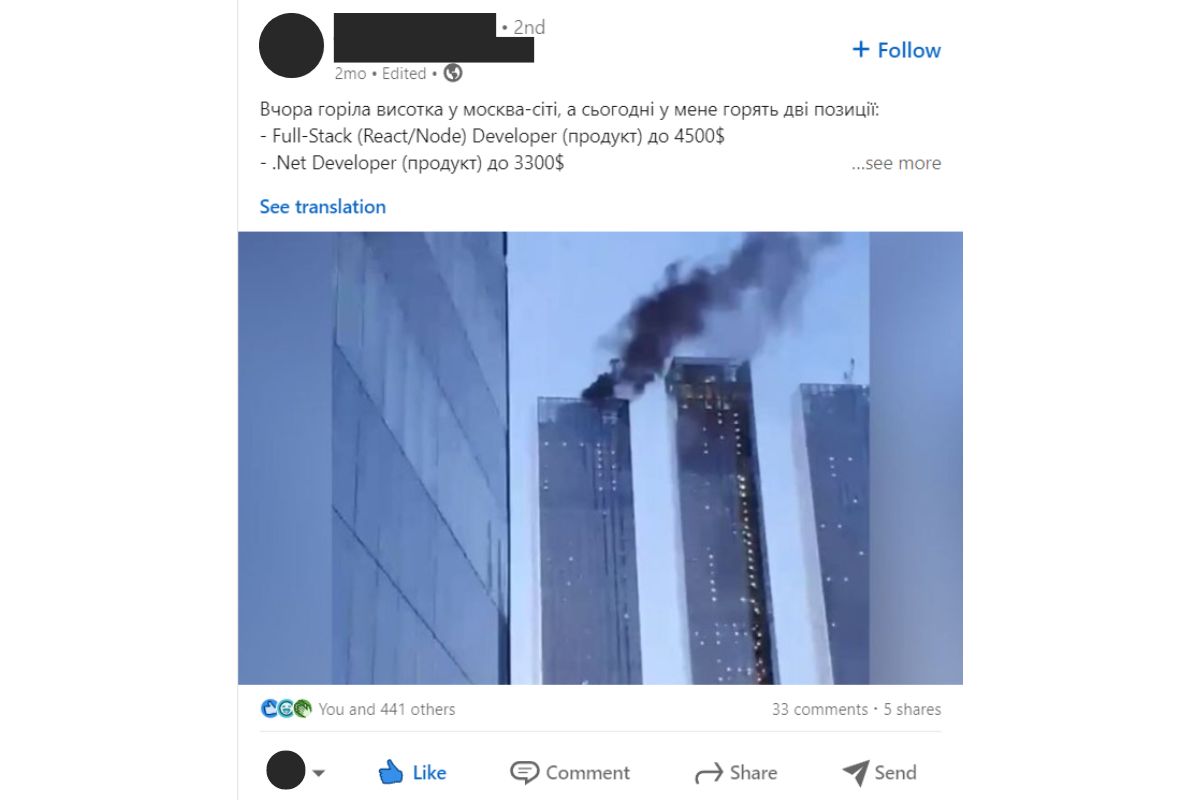 • 2nd
+ Follow
2mo • Edited •
Вчора горіла висотка у москва-сіті, а сьогодні у мене горять дві позиції:
- Full-Stack (React/Node) Developer (продукт) до 4500$
- .Net Developer (продукт) до 3300$
...see more
See translation
You and 441 others
33 comments • 5 shares
Like
Comment
Share
Send